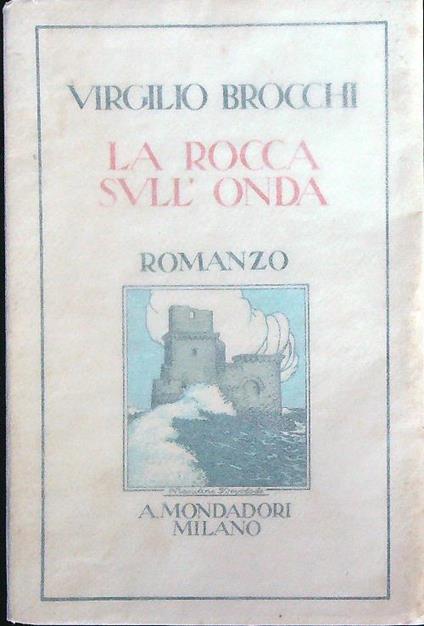 VIRGILIO BROCCHI
LA ROCCA
SVLL' ONDA
ROMANZO
A. MONDADORI
MILANO